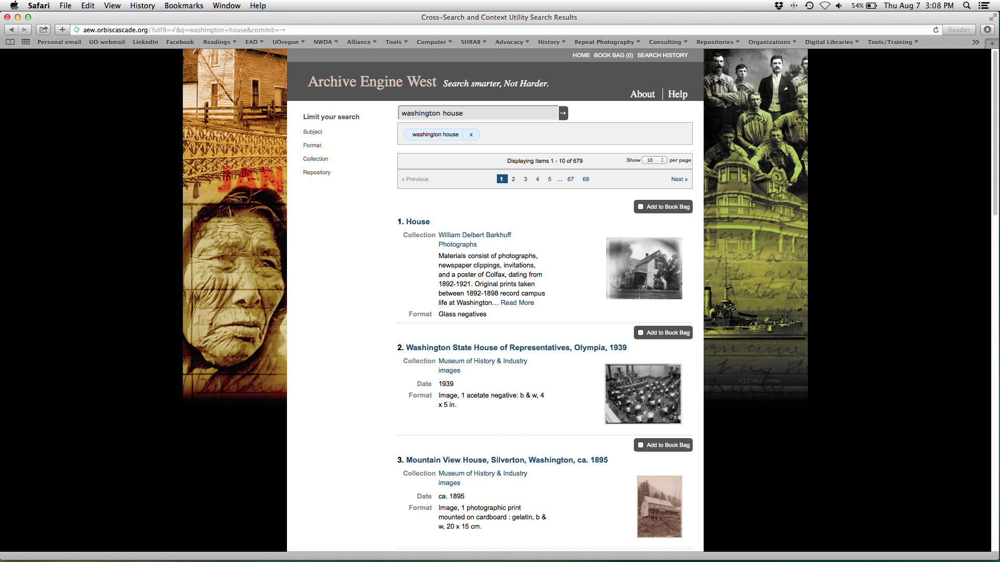 Safari File Edit View History Bookmarks Window Help 54% Thu Aug 7 3:08 PM
Cross-Search and Context Utility Search Results
aew.orbiscascade.org/?utf8=✓&q=washington+house&commit=→ Reader
Personal email UO webmail LinkedIn Facebook Readings EAD UOregon NWDA Alliance Tools Computer SHRAB Advocacy History Repeat Photography Consulting Repositories Organizations Digital Libraries Tools/Training
HOME BOOK BAG (0) SEARCH HISTORY
Archive Engine West Search smarter, Not Harder.
About Help
washington house →
Limit your search
Subject
Format
Collection
Repository
washington house x
Displaying items 1 - 10 of 679 Show 10 per page
« Previous 1 2 3 4 5 ... 67 68 Next »
Add to Book Bag
1. House
Collection William Delbert Barkhuff
Photographs
Materials consist of photographs,
newspaper clippings, invitations,
and a poster of Colfax, dating from
1892-1921. Original prints taken
between 1892-1898 record campus
life at Washington... Read More
Format Glass negatives
Add to Book Bag
2. Washington State House of Representatives, Olympia, 1939
Collection Museum of History & Industry
images
Date 1939
Format Image, 1 acetate negative: b & w, 4
x 5 in.
Add to Book Bag
3. Mountain View House, Silverton, Washington, ca. 1895
Collection Museum of History & Industry
images
Date ca. 1895
Format Image, 1 photographic print
mounted on cardboard : gelatin, b &
w, 20 x 15 cm.
JAN
ABERDEEN
U.S.S. WASHINGTON.